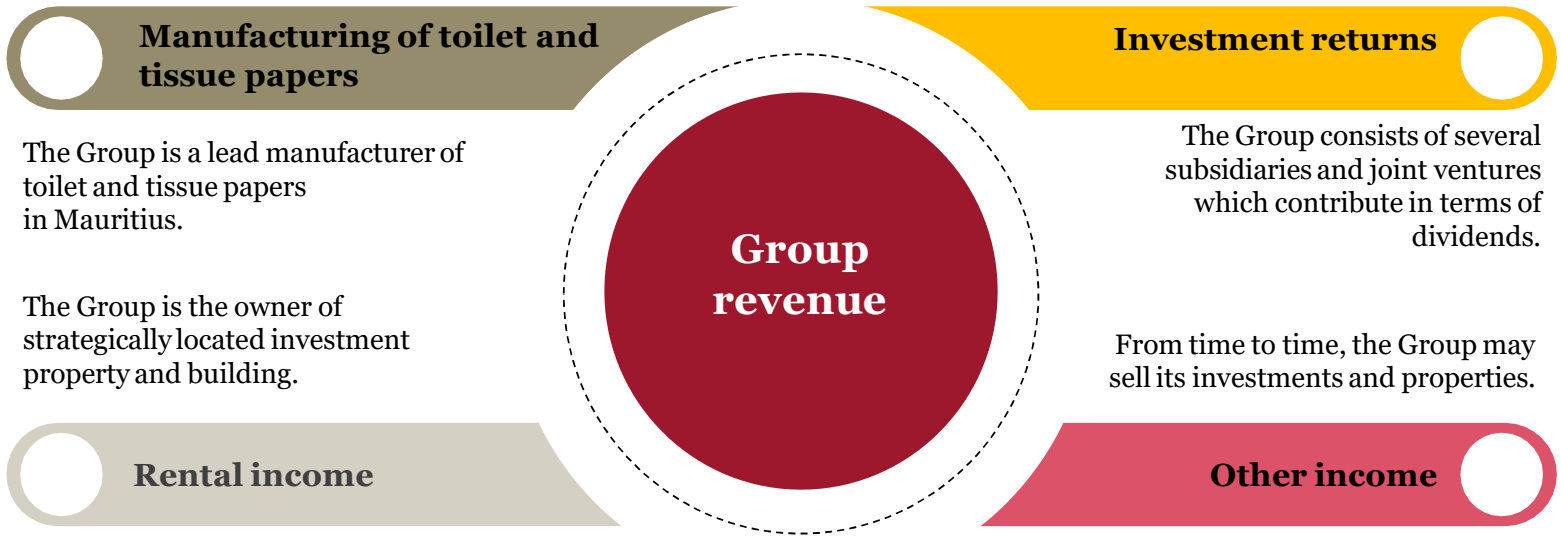 Manufacturing of toilet and
tissue papers
The Group is a lead manufacturer of
toilet and tissue papers
in Mauritius.
The Group is the owner of
strategically located investment
property and building.
Rental income
Group
revenue
Investment returns
The Group consists of several
subsidiaries and joint ventures
which contribute in terms of
dividends.
From time to time, the Group may
sell its investments and properties.
Other income